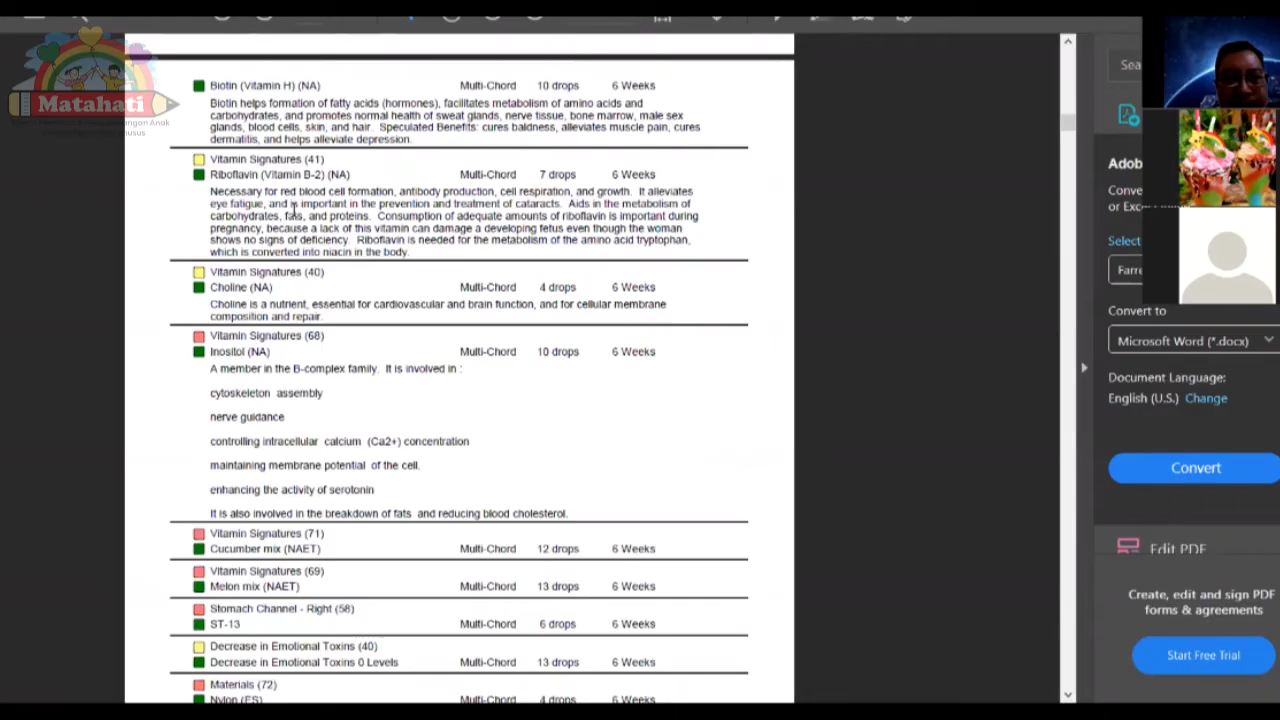 Matahati
Biotin (Vitamin H) (NA) Multi-Chord 10 drops 6 Weeks
Biotin helps formation of fatty acids (hormones), facilitates metabolism of amino acids and
carbohydrates, and promotes normal health of sweat glands, nerve tissue, bone marrow, male sex
glands, blood cells, skin, and hair. Speculated Benefits: cures baldness, alleviates muscle pain, cures
dermatitis, and helps alleviate depression.
Vitamin Signatures (41)
Riboflavin (Vitamin B-2) (NA) Multi-Chord 7 drops 6 Weeks
Necessary for red blood cell formation, antibody production, cell respiration, and growth. It alleviates
eye fatigue, and is important in the prevention and treatment of cataracts. Aids in the metabolism of
carbohydrates, fats, and proteins. Consumption of adequate amounts of riboflavin is important during
pregnancy, because a lack of this vitamin can damage a developing fetus even though the woman
shows no signs of deficiency. Riboflavin is needed for the metabolism of the amino acid tryptophan,
which is converted into niacin in the body.
Vitamin Signatures (40)
Choline (NA) Multi-Chord 4 drops 6 Weeks
Choline is a nutrient, essential for cardiovascular and brain function, and for cellular membrane
composition and repair.
Vitamin Signatures (68)
Inositol (NA) Multi-Chord 10 drops 6 Weeks
A member in the B-complex family. It is involved in :
cytoskeleton assembly
nerve guidance
controlling intracellular calcium (Ca2+) concentration
maintaining membrane potential of the cell.
enhancing the activity of serotonin
It is also involved in the breakdown of fats and reducing blood cholesterol.
Vitamin Signatures (71)
Cucumber mix (NAET) Multi-Chord 12 drops 6 Weeks
Vitamin Signatures (69)
Melon mix (NAET) Multi-Chord 13 drops 6 Weeks
Stomach Channel - Right (58)
ST-13 Multi-Chord 6 drops 6 Weeks
Decrease in Emotional Toxins (40)
Decrease in Emotional Toxins 0 Levels Multi-Chord 13 drops 6 Weeks
Materials (72)
Nylon (ES) Multi-Chord 4 drops 6 Weeks
Sea
Adob
Conve
or Exce
Select
Farre
Convert to
Microsoft Word (*.docx)
Document Language:
English (U.S.) Change
Convert
Edit PDF
Create, edit and sign PDF
forms & agreements
Start Free Trial